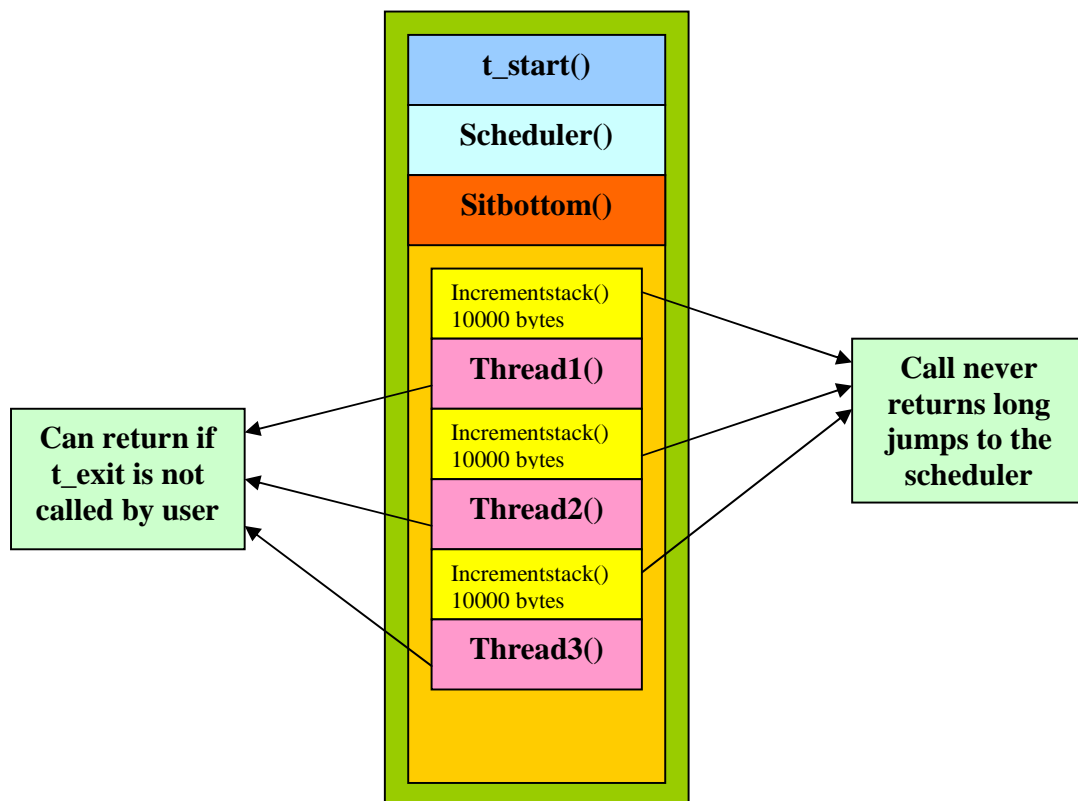 t_start()
Scheduler()
Sitbottom()
Incrementstack()
10000 bytes
Thread1()
Incrementstack()
10000 bytes
Thread2()
Incrementstack()
10000 bytes
Thread3()
Can return if
t_exit is not
called by user
Call never
returns long
jumps to the
scheduler